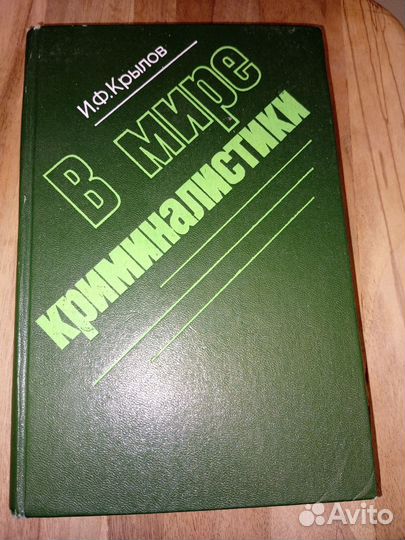 И.Ф.Крылов
В мире
криминалистики
Avito